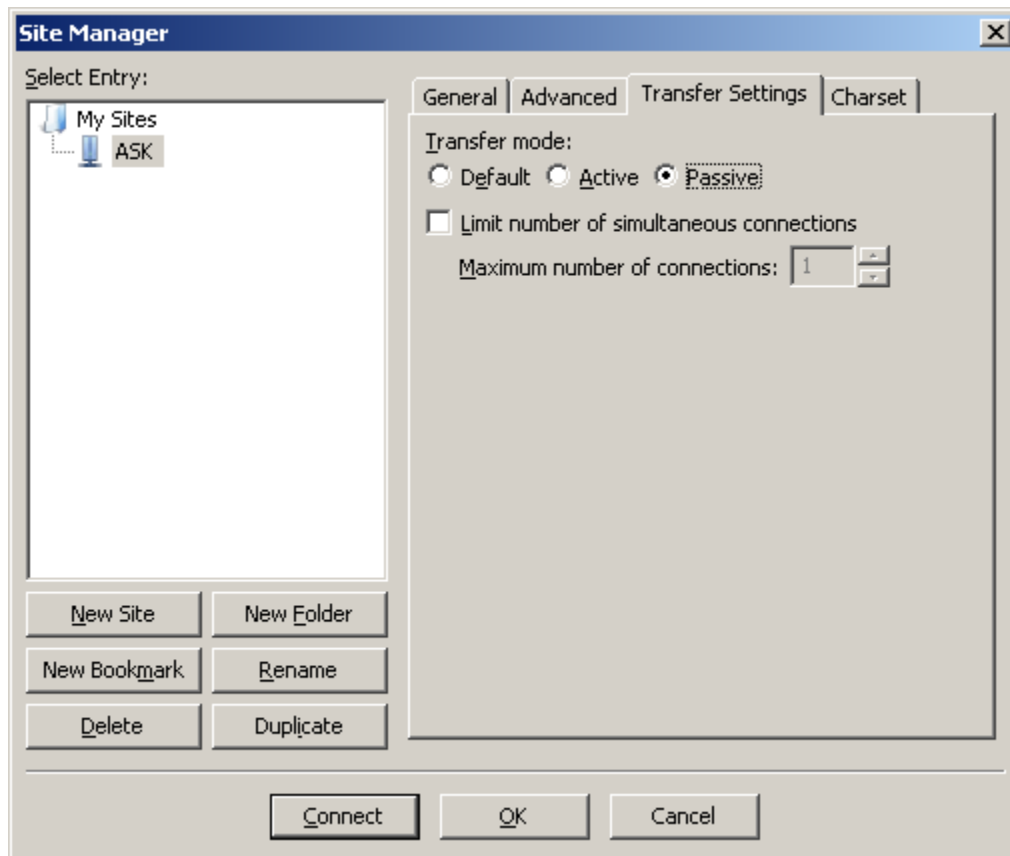 Site Manager
Select Entry:
My Sites
ASK
New Site
New Folder
New Bookmark
Rename
Delete
Duplicate
General
Advanced
Transfer Settings
Charset
Transfer mode:
Default
Active
Passive
Limit number of simultaneous connections
Maximum number of connections: 1
Connect
OK
Cancel